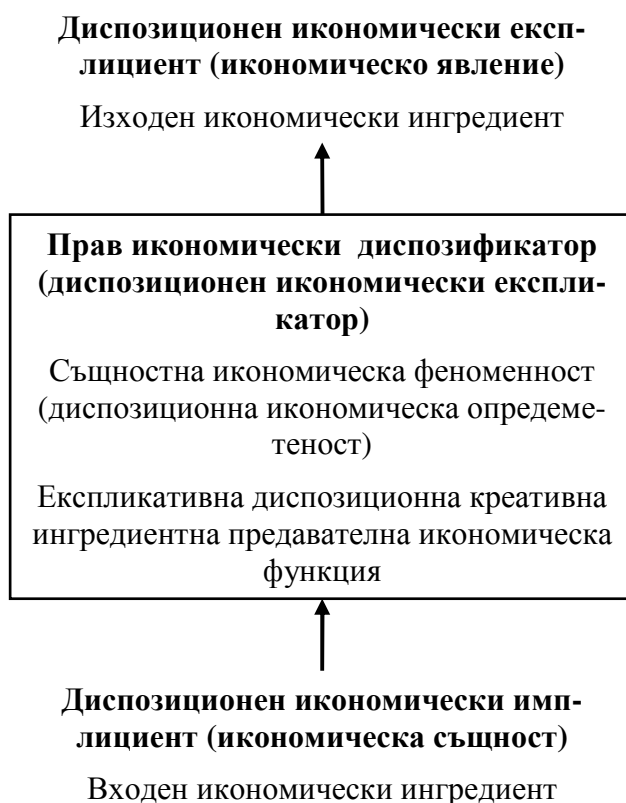 Диспозиционен икономически експ-
лициент (икономическо явление)
Изходен икономически ингредиент
Прав икономически диспозификатор
(диспозиционен икономически експли-
катор)
Същностна икономическа феноменност
(диспозиционна икономическа опредеме-
теност)
Експликативна диспозиционна креативна
ингредиентна предавателна икономическа
функция
Диспозиционен икономически имп-
лициент (икономическа същност)
Входен икономически ингредиент